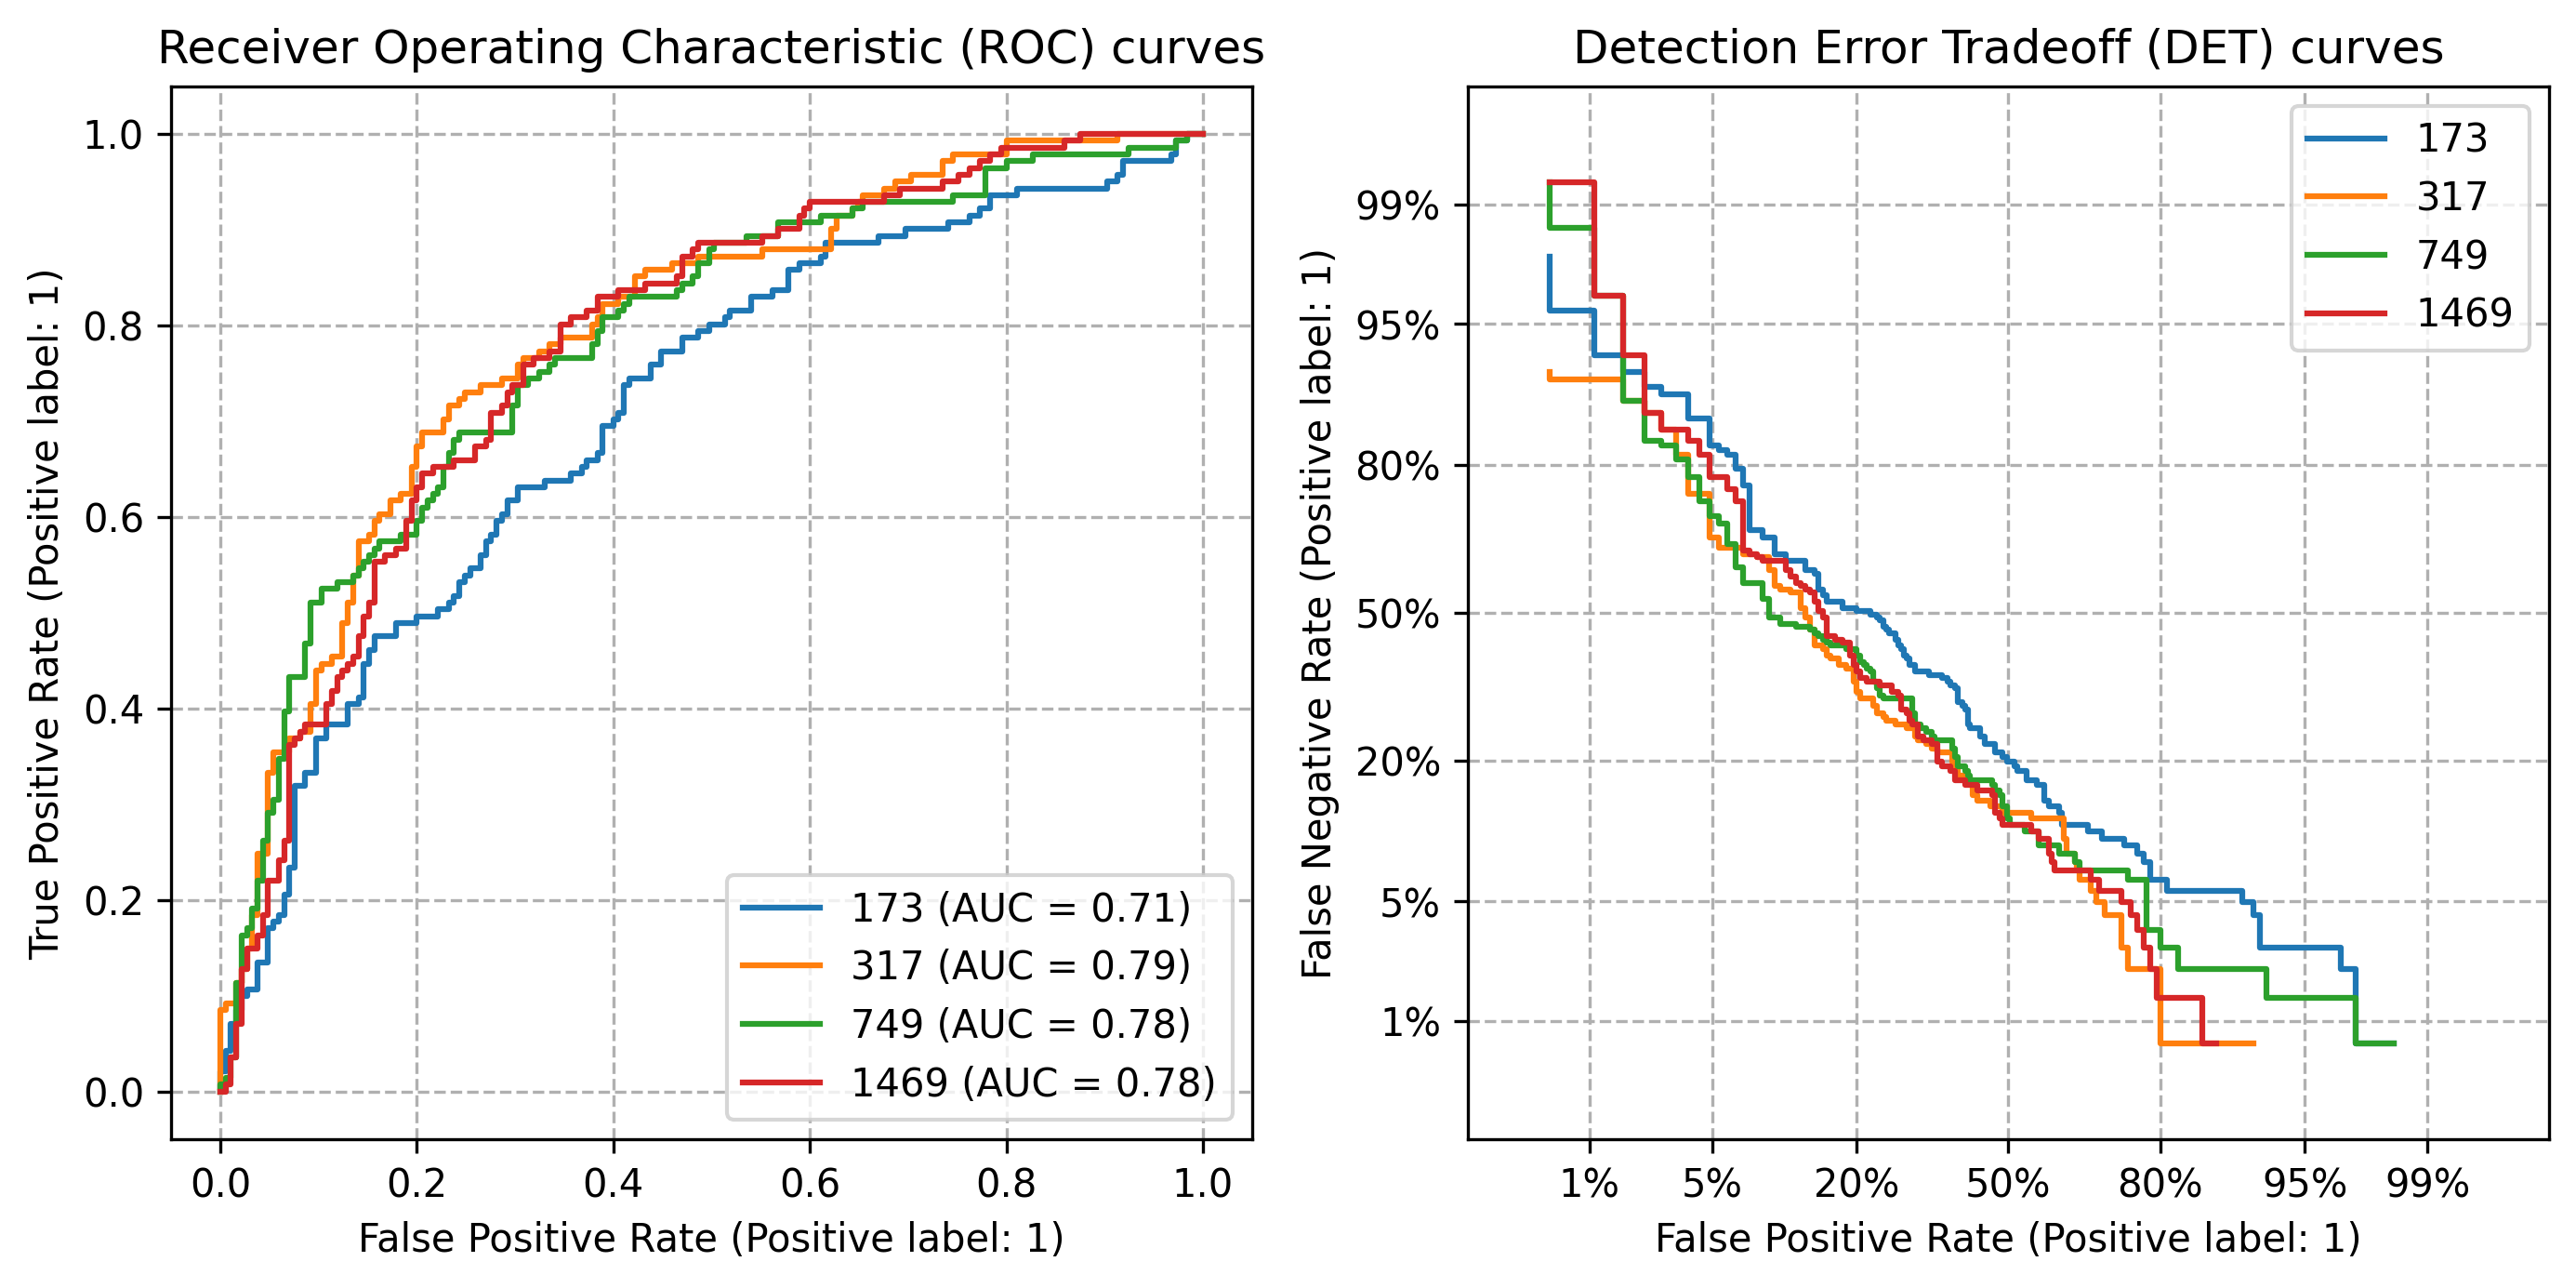 Receiver Operating Characteristic (ROC) curves
True Positive Rate (Positive label: 1)
1.0
0.8
0.6
0.4
0.2
0.0
173 (AUC = 0.71)
317 (AUC = 0.79)
749 (AUC = 0.78)
1469 (AUC = 0.78)
0.0 0.2 0.4 0.6 0.8 1.0
False Positive Rate (Positive label: 1)
Detection Error Tradeoff (DET) curves
False Negative Rate (Positive label: 1)
99%
95%
80%
50%
20%
5%
1%
173
317
749
1469
1% 5% 20% 50% 80% 95% 99%
False Positive Rate (Positive label: 1)